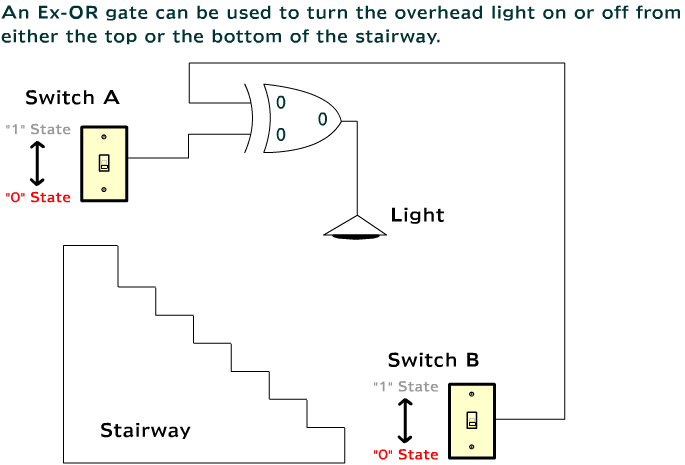 An Ex-OR gate can be used to turn the overhead light on or off from
either the top or the bottom of the stairway.
Switch A
"1" State
"0" State
0
0
0
Light
Stairway
Switch B
"1" State
"0" State